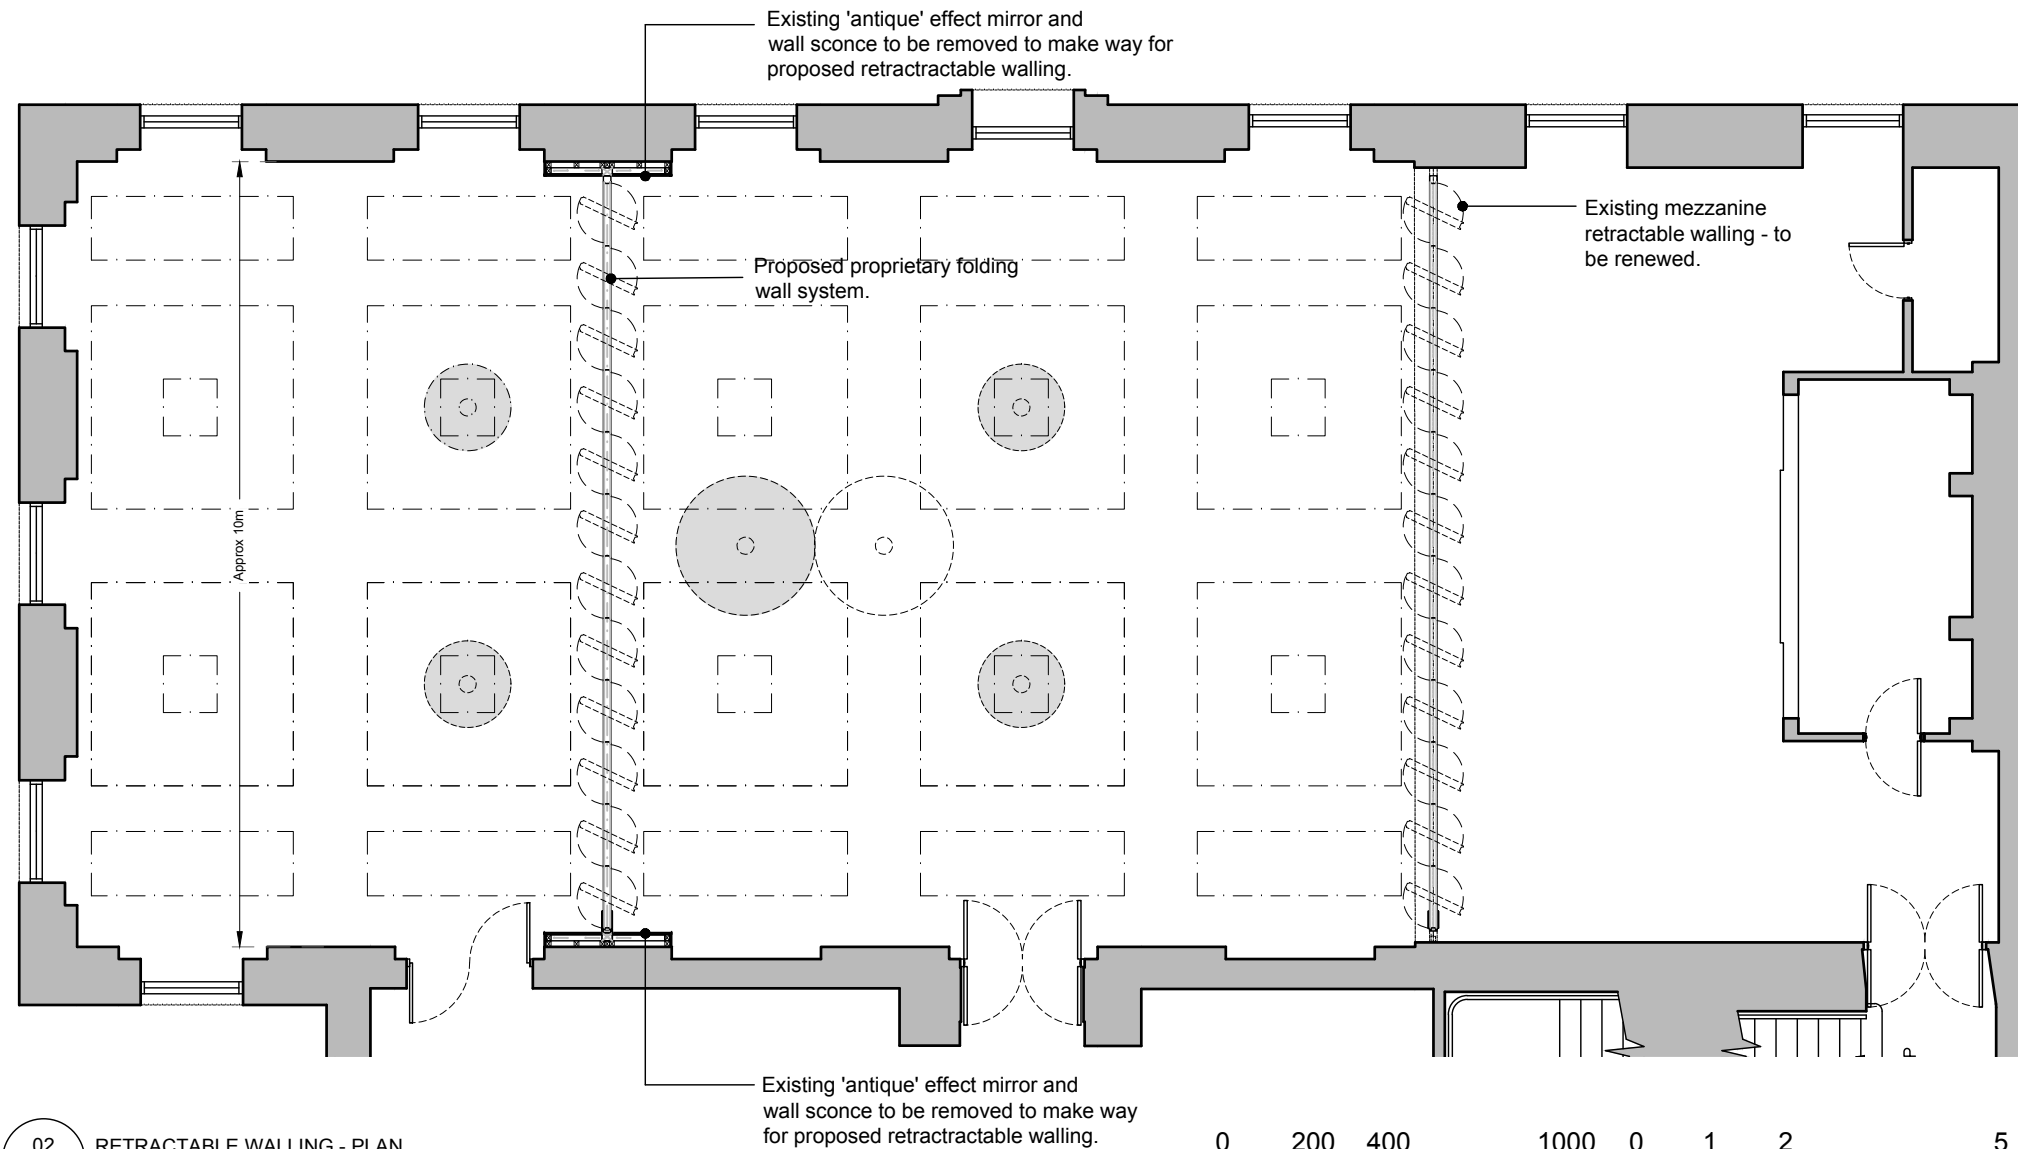 Existing 'antique' effect mirror and
wall sconce to be removed to make way for
proposed retractractable walling.
Existing mezzanine
retractable walling - to
be renewed.
Proposed proprietary folding
wall system.
Approx 10m
P
Existing 'antique' effect mirror and
wall sconce to be removed to make way
for proposed retractractable walling.
02 RETRACTABLE WALLING - PLAN
0 200 400 1000 0 1 2 5